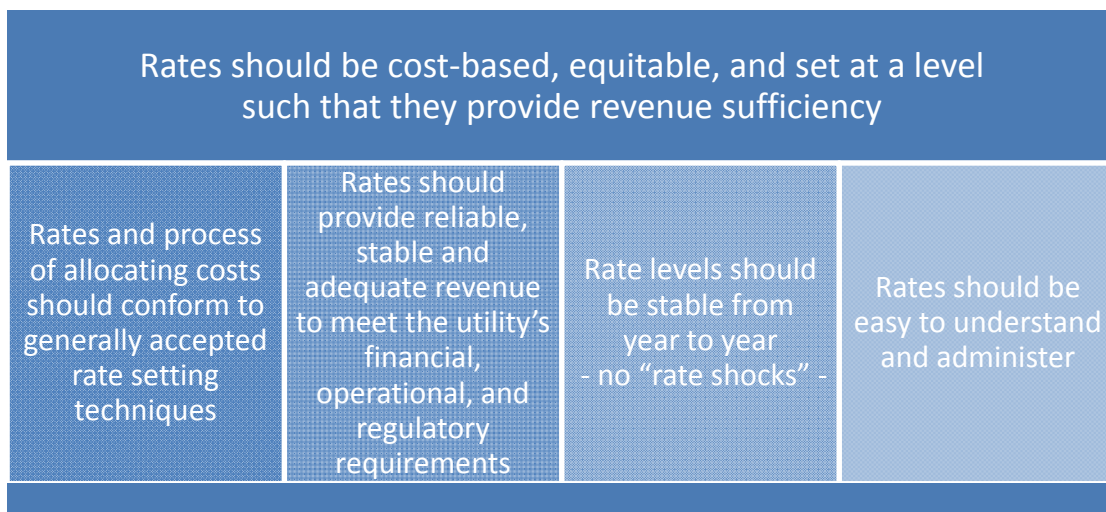 Rates should be cost-based, equitable, and set at a level
such that they provide revenue sufficiency
Rates and process
of allocating costs
should conform to
generally accepted
rate setting
techniques
Rates should
provide reliable,
stable and
adequate revenue
to meet the utility’s
financial,
operational, and
regulatory
requirements
Rate levels should
be stable from
year to year
- no “rate shocks” -
Rates should be
easy to understand
and administer